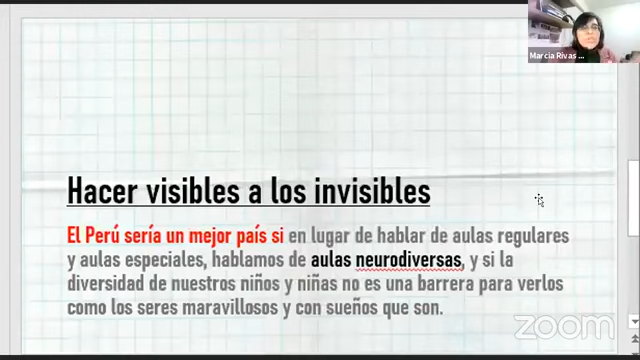 Marcia Rivas ...
Hacer visibles a los invisibles
El Perú sería un mejor país si en lugar de hablar de aulas regulares
y aulas especiales, hablamos de aulas neurodiversas, y si la
diversidad de nuestros niños y niñas no es una barrera para verlos
como los seres maravillosos y con sueños que son.
zoom